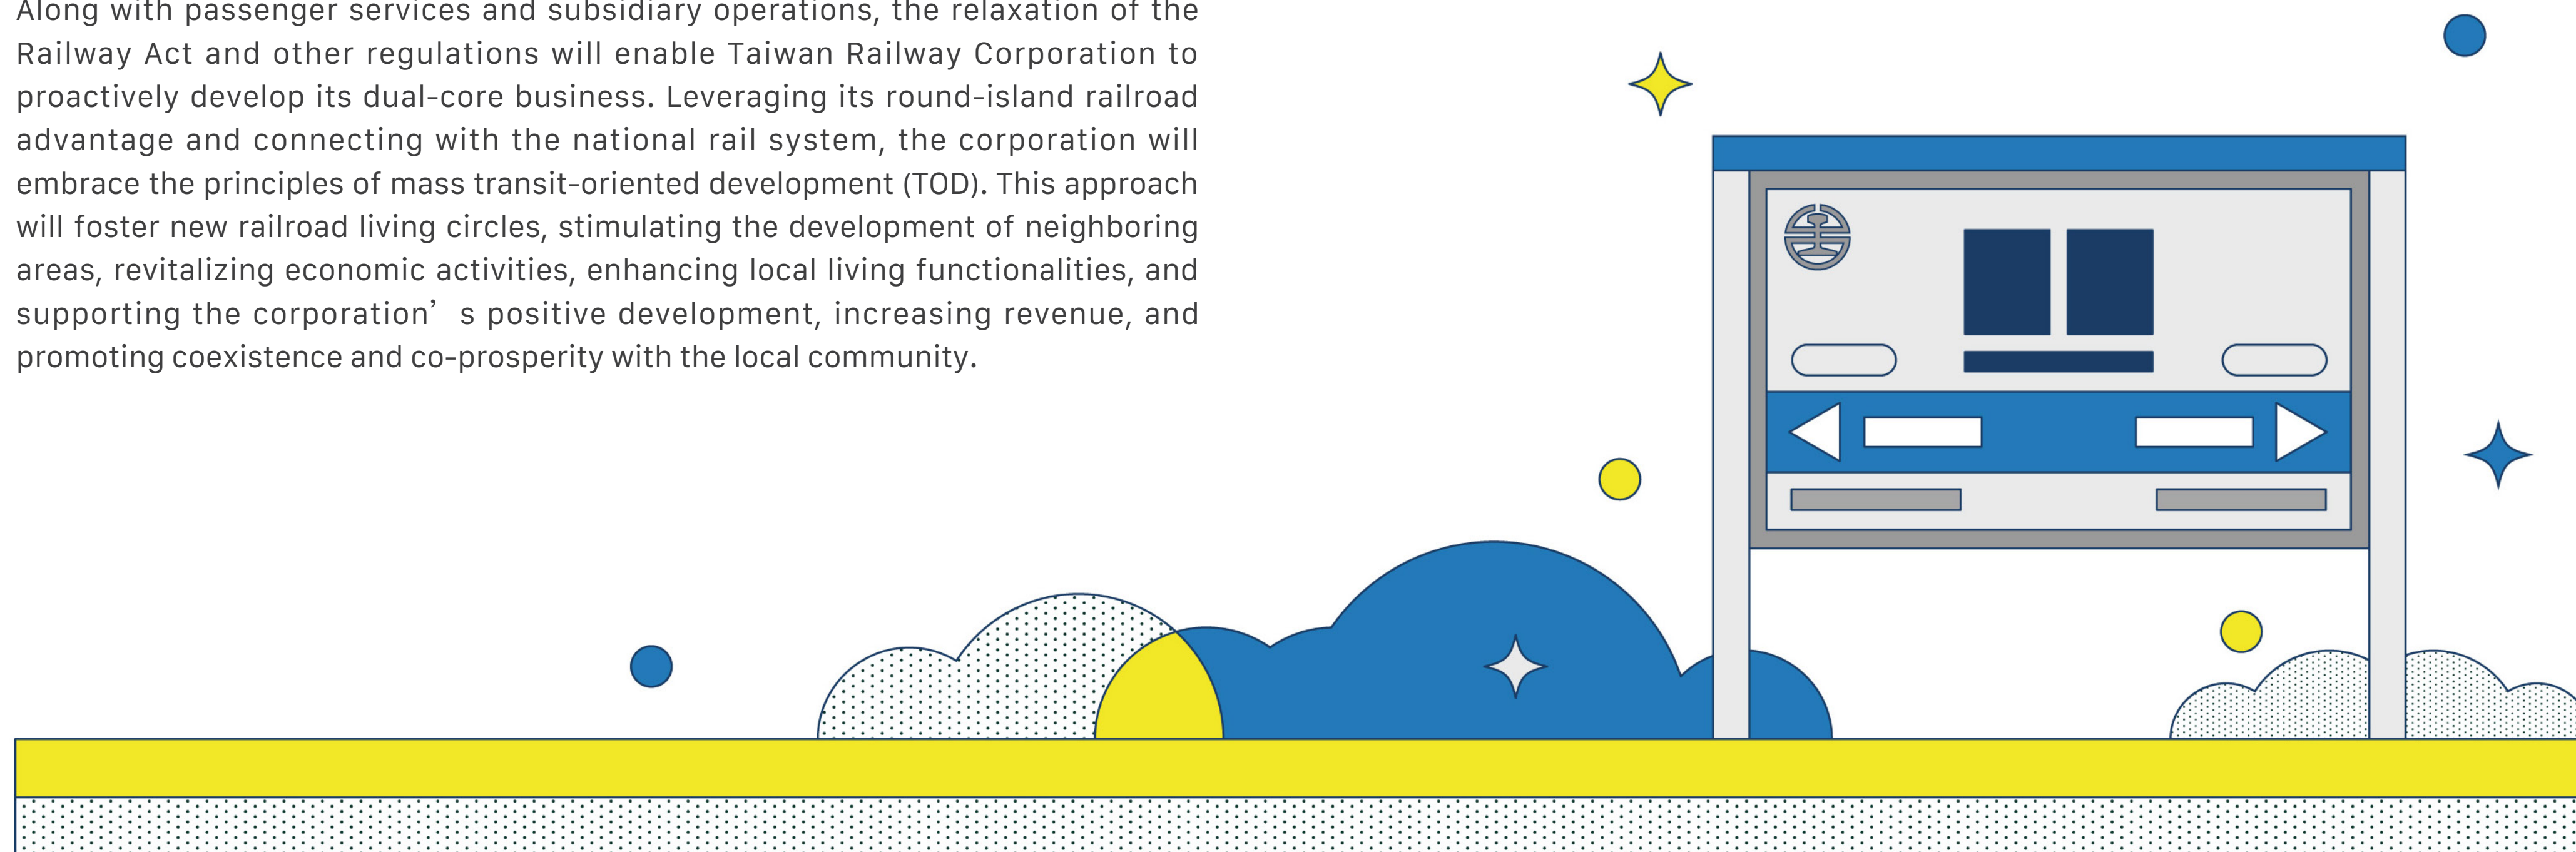 Along with passenger services and subsidiary operations, the relaxation of the
Railway Act and other regulations will enable Taiwan Railway Corporation to
proactively develop its dual-core business. Leveraging its round-island railroad
advantage and connecting with the national rail system, the corporation will
embrace the principles of mass transit-oriented development (TOD). This approach
will foster new railroad living circles, stimulating the development of neighboring
areas, revitalizing economic activities, enhancing local living functionalities, and
supporting the corporation’ s positive development, increasing revenue, and
promoting coexistence and co-prosperity with the local community.